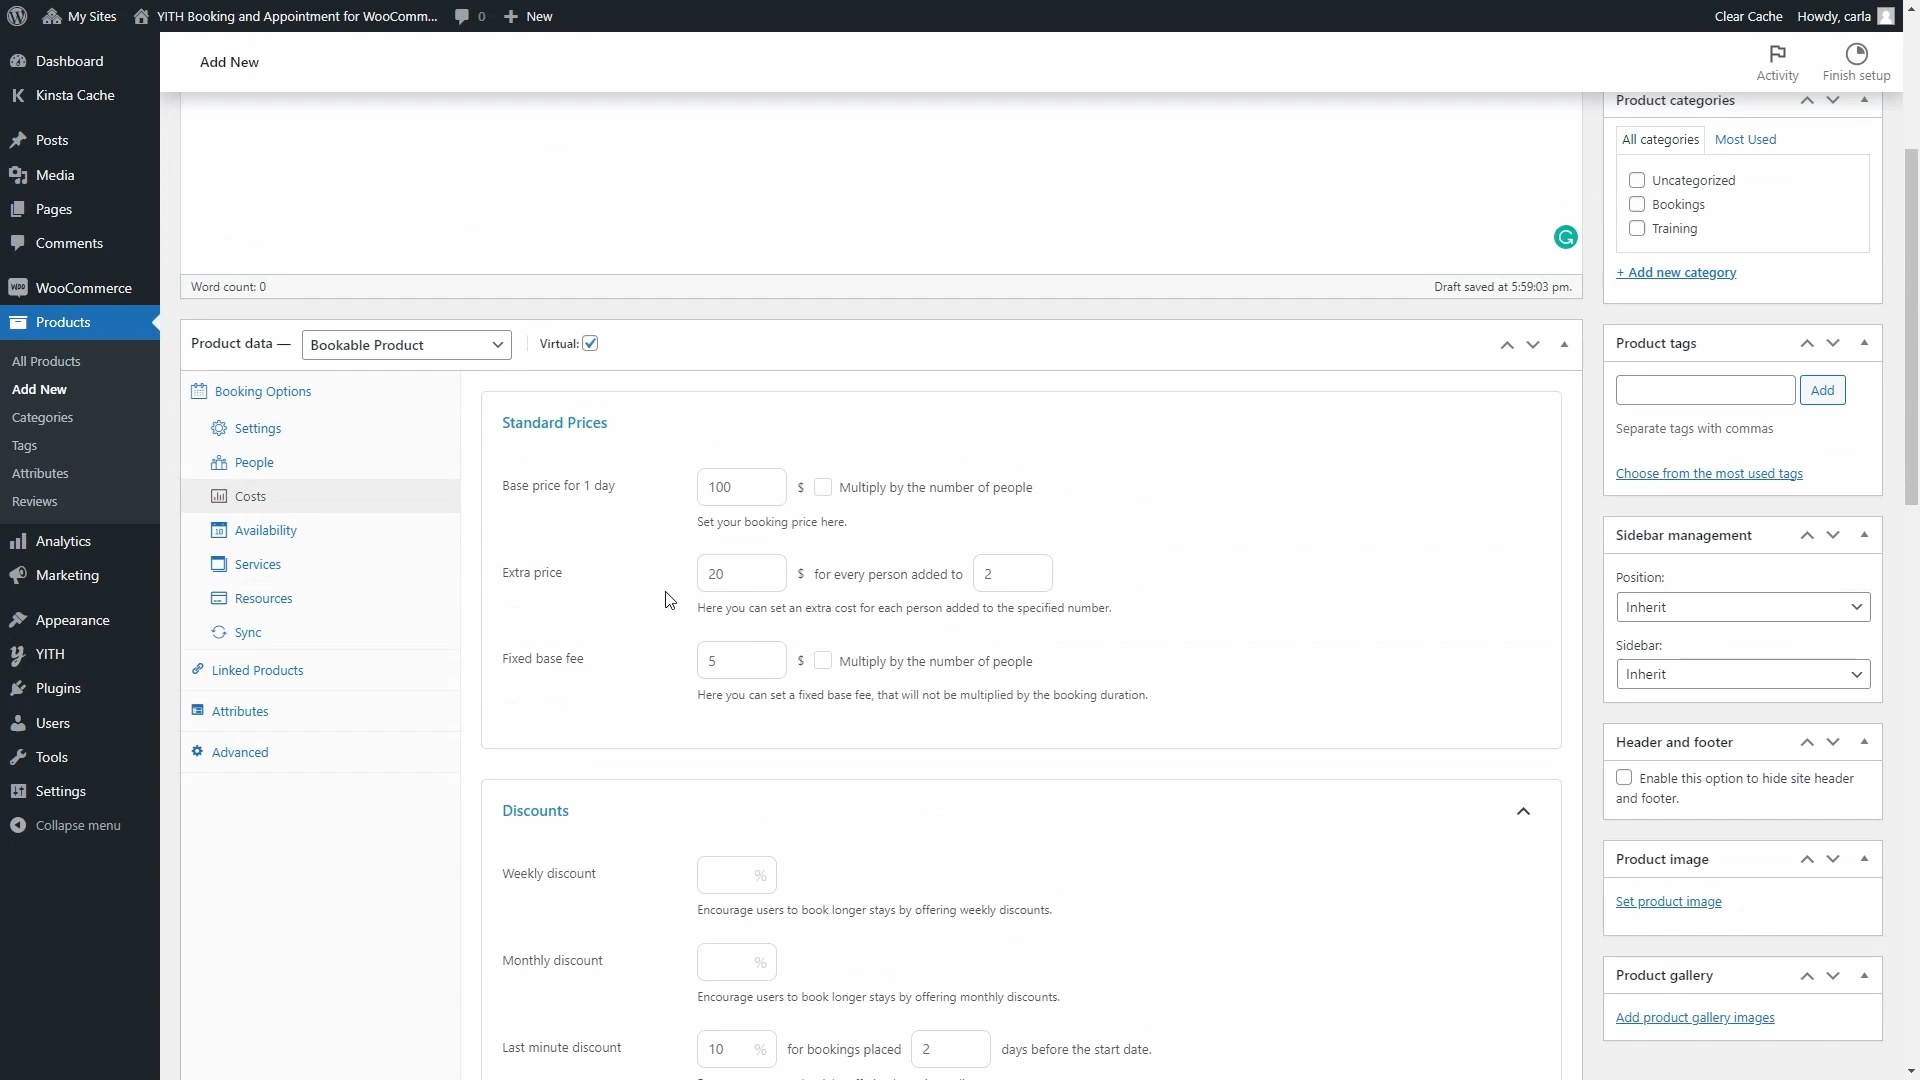 My Sites
YITH Booking and Appointment for WooComm...
0
New
Clear Cache
Howdy, carla
Dashboard
Kinsta Cache
Posts
Media
Pages
Comments
WooCommerce
Products
All Products
Add New
Categories
Tags
Attributes
Reviews
Analytics
Marketing
Appearance
YITH
Plugins
Users
Tools
Settings
Collapse menu
Add New
Activity
Finish setup
Word count: 0
Draft saved at 5:59:03 pm.
Product data —
Bookable Product
Virtual:
Booking Options
Settings
People
Costs
Availability
Services
Resources
Sync
Linked Products
Attributes
Advanced
Standard Prices
Base price for 1 day
100
$
Multiply by the number of people
Set your booking price here.
Extra price
20
$
for every person added to
2
Here you can set an extra cost for each person added to the specified number.
Fixed base fee
5
$
Multiply by the number of people
Here you can set a fixed base fee, that will not be multiplied by the booking duration.
Discounts
Weekly discount
%
Encourage users to book longer stays by offering weekly discounts.
Monthly discount
%
Encourage users to book longer stays by offering monthly discounts.
Last minute discount
10 %
for bookings placed
2
days before the start date.
Product categories
All categories
Most Used
Uncategorized
Bookings
Training
+ Add new category
Product tags
Add
Separate tags with commas
Choose from the most used tags
Sidebar management
Position:
Inherit
Sidebar:
Inherit
Header and footer
Enable this option to hide site header
and footer.
Product image
Set product image
Product gallery
Add product gallery images